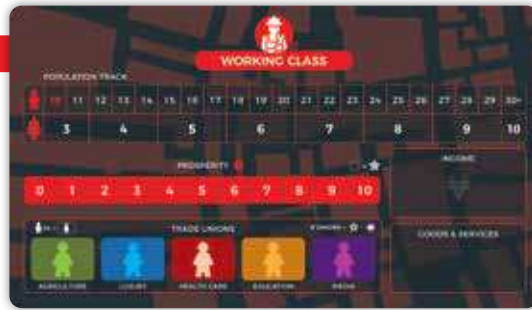 WORKING CLASS
POPULATION TRACK
10 11 12 13 14 15 16 17 18 19 20 21 22 23 24 25 26 27 28 29 30+
3 4 5 6 7 8 9 10
PROSPERITY
INCOME
0 1 2 3 4 5 6 7 8 9 10
TRADE UNIONS
GOODS & SERVICES
AGRICULTURE LUXURY HEALTH CARE EDUCATION MEDIA